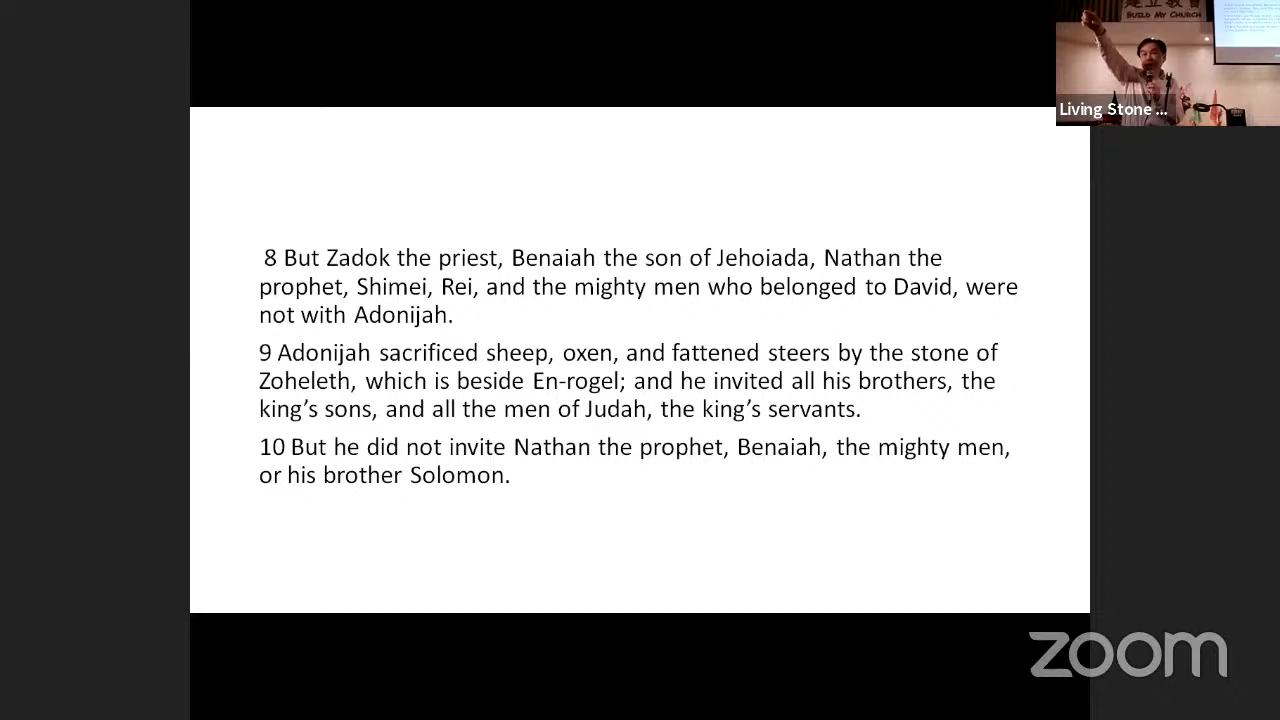 建立教會
BUILD MY CHURCH
Living Stone ...
8 But Zadok the priest, Benaiah the son of Jehoiada, Nathan the
prophet, Shimei, Rei, and the mighty men who belonged to David, were
not with Adonijah.
9 Adonijah sacrificed sheep, oxen, and fattened steers by the stone of
Zoheleth, which is beside En-rogel; and he invited all his brothers, the
king’s sons, and all the men of Judah, the king’s servants.
10 But he did not invite Nathan the prophet, Benaiah, the mighty men,
or his brother Solomon.
zoom